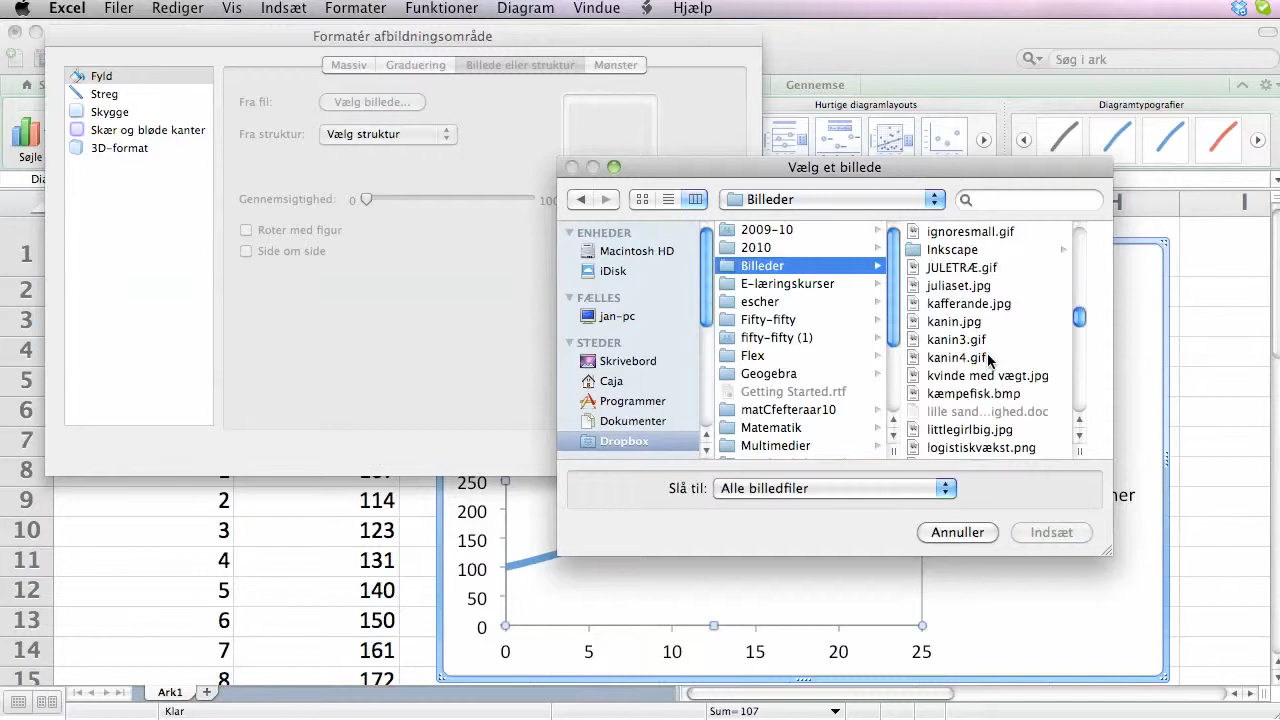 Excel Filer Rediger Vis Indsæt Formater Funktioner Diagram Vindue Hjælp
Formatér afbildningsområde
Søg i ark
Massiv Graduering Billede eller struktur Mønster
Gennemse
Fyld
Streg
Skygge
Skær og bløde kanter
3D-format
Fra fil: Vælg billede...
Fra struktur: Vælg struktur
Gennemsigtighed: 0 100
Roter med figur
Side om side
Hurtige diagramlayouts
Diagramtypografier
Søjle
Vælg et billede
Billeder
ENHEDER
Macintosh HD
iDisk
FÆLLES
jan-pc
STEDER
Skrivebord
Caja
Programmer
Dokumenter
Dropbox
2009-10
2010
Billeder
E-læringskurser
escher
Fifty-fifty
fifty-fifty (1)
Flex
Geogebra
Getting Started.rtf
matCfefteraar10
Matematik
Multimedier
ignoresmall.gif
Inkscape
JULETRÆ.gif
juliaset.jpg
kafferande.jpg
kanin.jpg
kanin3.gif
kanin4.gif
kvinde med vægt.jpg
kæmpefisk.bmp
lille sand...ighed.doc
littlegirlbig.jpg
logistiskvækst.png
Slå til: Alle billedfiler
Annuller Indsæt
H I
1
2
3
4
5
6
7
8
9 2 114
10 3 123
11 4 131
12 5 140
13 6 150
14 7 161
15 8 172
250
200
150
100
50
0
0 5 10 15 20 25
Ark1
Klar Sum=107